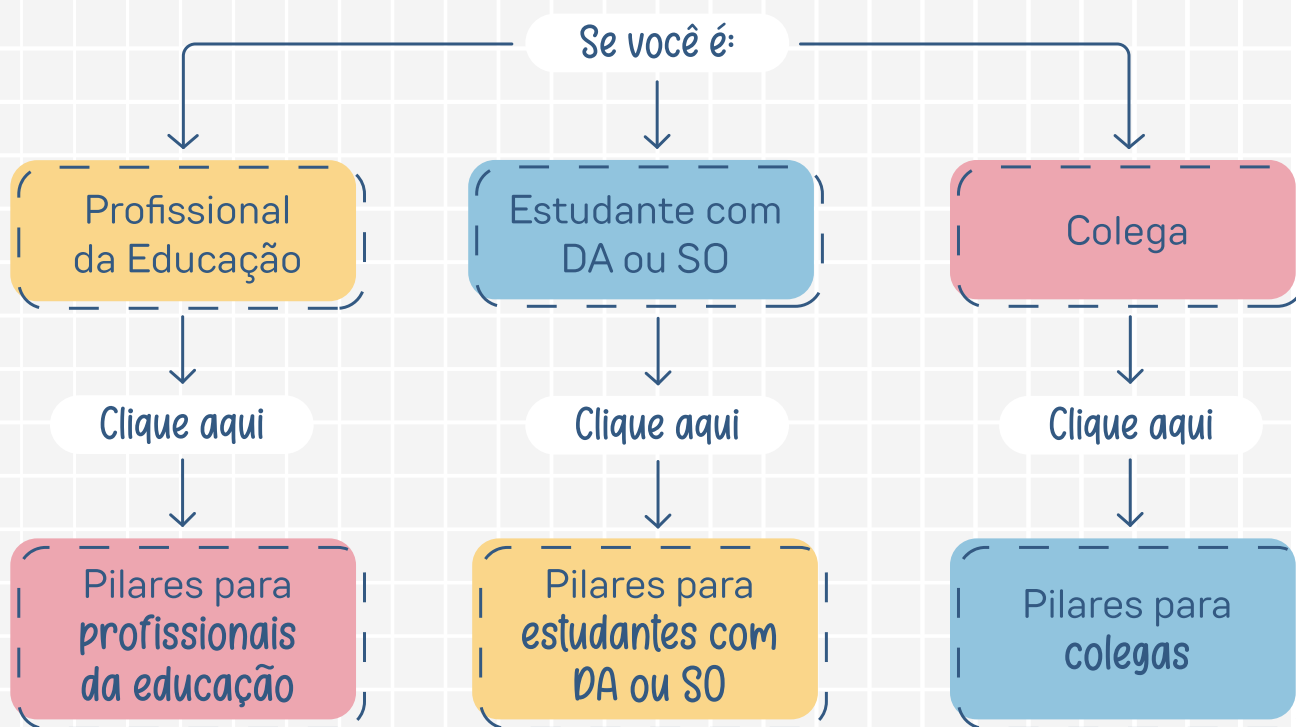 Se você é:
Profissional
da Educação
Estudante com
DA ou SO
Colega
Clique aqui
Clique aqui
Clique aqui
Pilares para
profissionais
da educação
Pilares para
estudantes com
DA ou SO
Pilares para
colegas